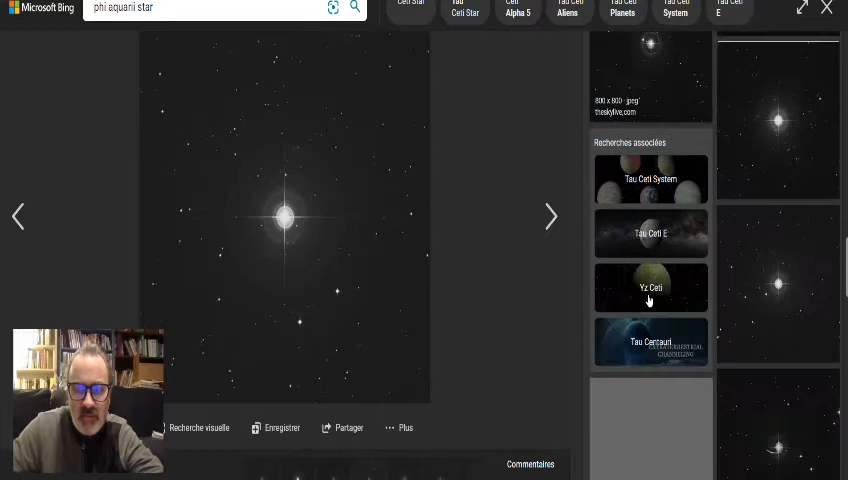 Microsoft Bing
phi aquarii star
Ceti Star
Tau
Ceti Star
Ceti
Alpha 5
Tau Ceti
Aliens
Tau Ceti
Planets
Tau Ceti
System
Tau Ceti
E
800 x 800 · jpeg
theskylive.com
Recherches associées
Tau Ceti System
Tau Ceti E
Yz Ceti
Tau Centauri
EXTRATERRESTRIAL
CHANNELING
Recherche visuelle
Enregistrer
Partager
Plus
Commentaires